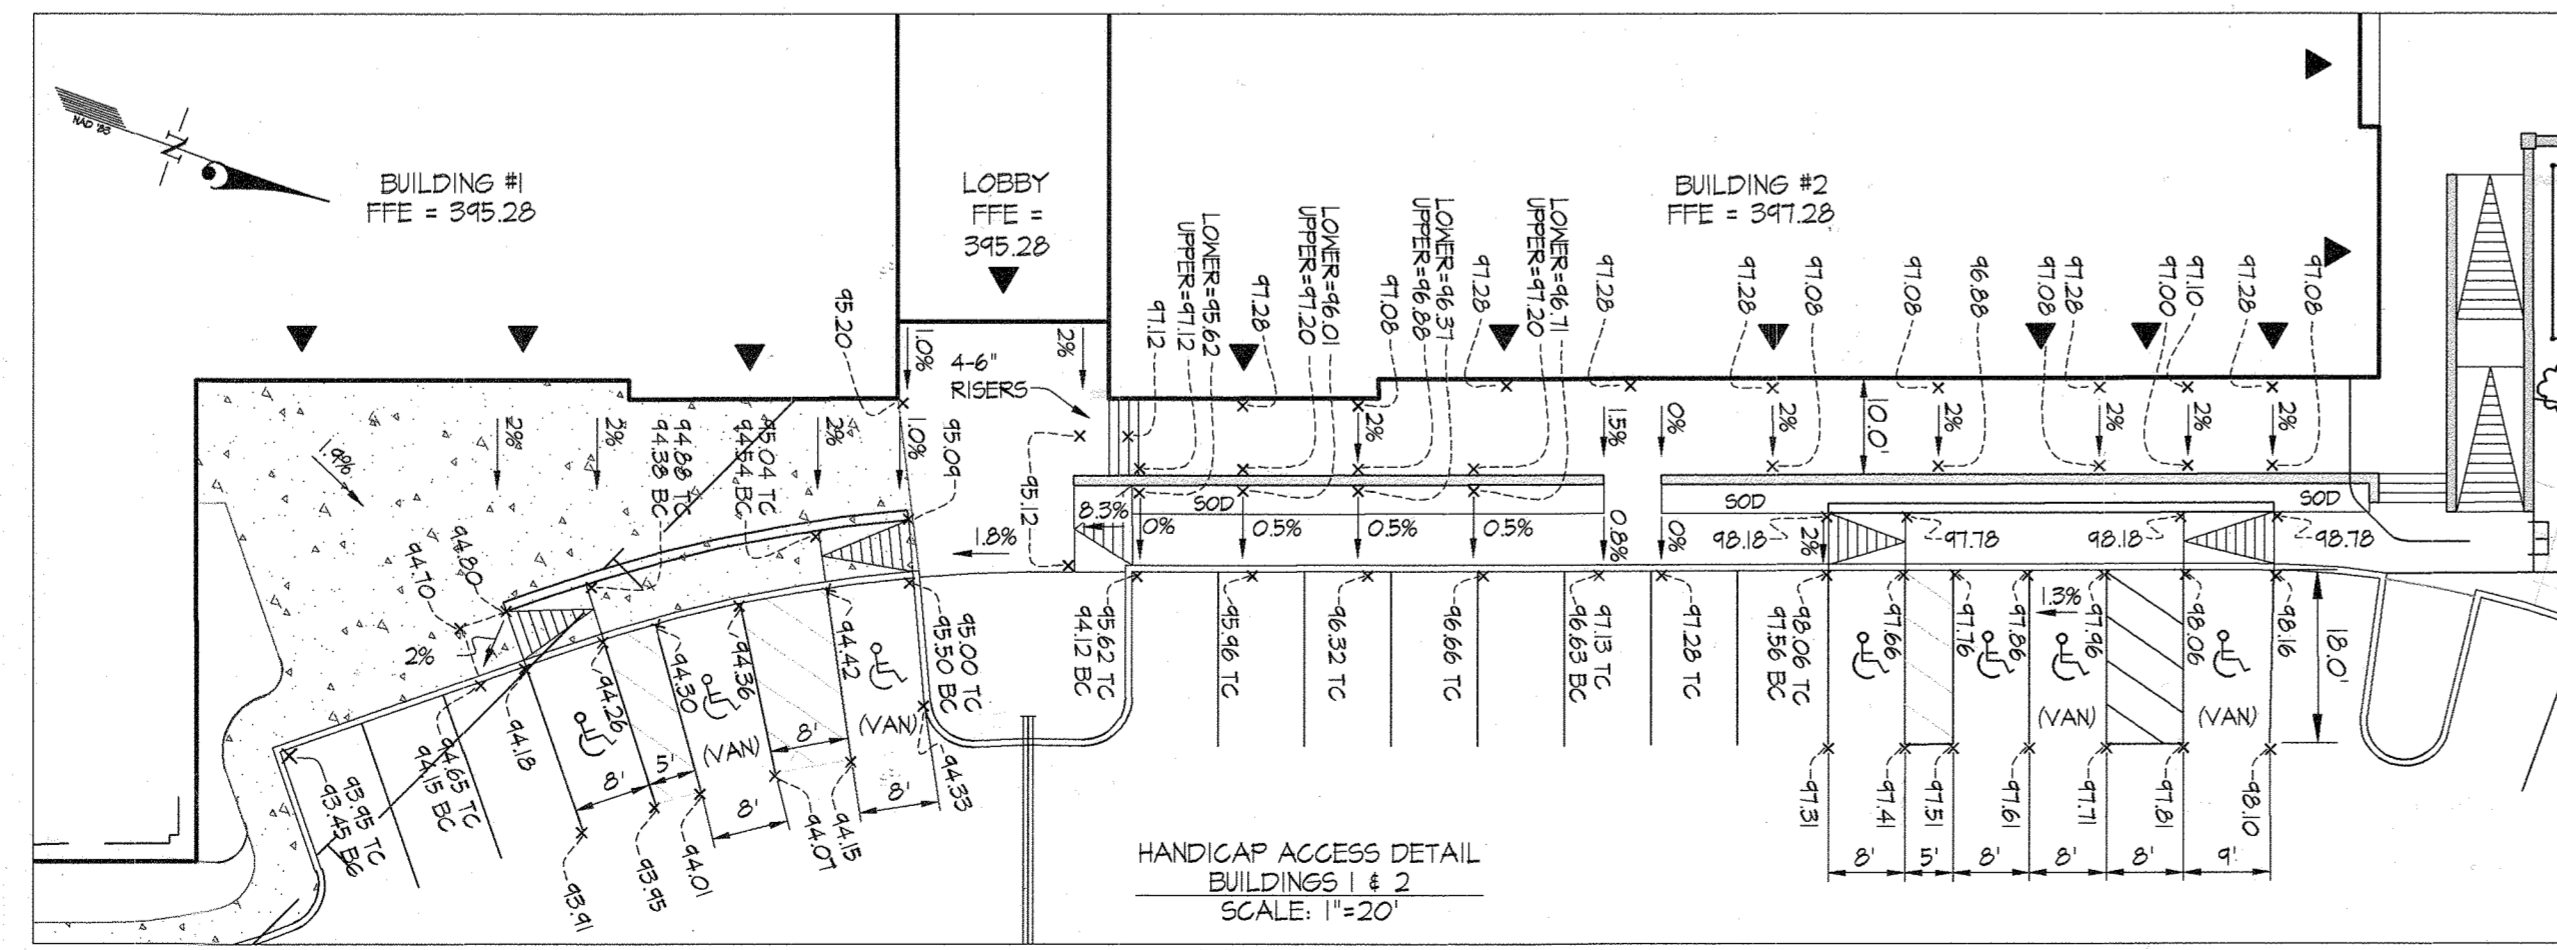 NAD '83
N
BUILDING #1
FFE = 395.28
LOBBY
FFE =
395.28
BUILDING #2
FFE = 397.28
95.20
1.0%
2%
4-6"
RISERS
97.12
UPPER=97.12
LOWER=95.62
97.28
UPPER=97.20
LOWER=96.01
97.08
UPPER=96.88
LOWER=96.37
97.28
UPPER=97.20
LOWER=96.71
97.28
97.28
97.08
97.08
96.88
97.08
97.28
97.00
97.10
97.28
97.08
1.9%
2%
2%
94.38 BC
94.88 TC
94.54 BC
95.04 TC
2%
1.0%
95.09
95.12
1.8%
8.3%
0%
SOD
0.5%
2%
0.5%
0.5%
1.5%
0%
0.8%
0%
2%
10.0'
2%
2%
2%
2%
SOD
SOD
98.18
2%
97.78
98.18
98.78
94.70
94.80
2%
93.95 TC
93.45 BC
94.65 TC
94.15 BC
94.18
94.26
94.30
94.36
94.42
95.00 TC
95.50 BC
95.62 TC
94.12 BC
95.96 TC
96.32 TC
96.66 TC
97.13 TC
96.63 BC
97.28 TC
98.06 TC
97.56 BC
97.66
97.76
97.86
1.3%
97.96
98.06
98.16
18.0'
(VAN)
(VAN)
(VAN)
(VAN)
8'
5'
8'
8'
8'
93.91
93.95
94.01
94.07
94.15
94.33
97.31
97.41
97.51
97.61
97.71
97.81
98.10
8'
5'
8'
8'
8'
9'
HANDICAP ACCESS DETAIL
BUILDINGS 1 & 2
SCALE: 1"=20'